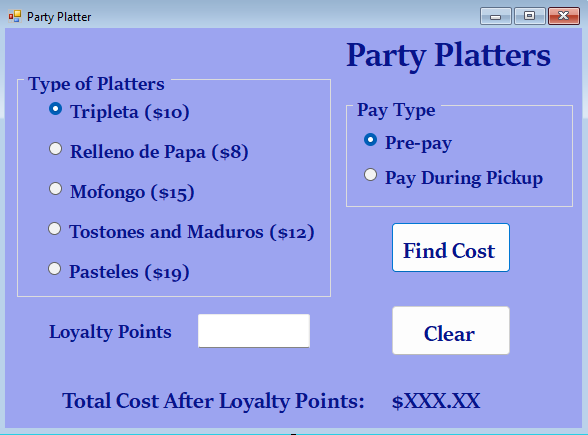 Party Platter
Party Platters
Type of Platters
Tripleta ($10)
Relleno de Papa ($8)
Mofongo ($15)
Tostones and Maduros ($12)
Pasteles ($19)
Pay Type
Pre-pay
Pay During Pickup
Find Cost
Loyalty Points
Clear
Total Cost After Loyalty Points: $XXX.XX